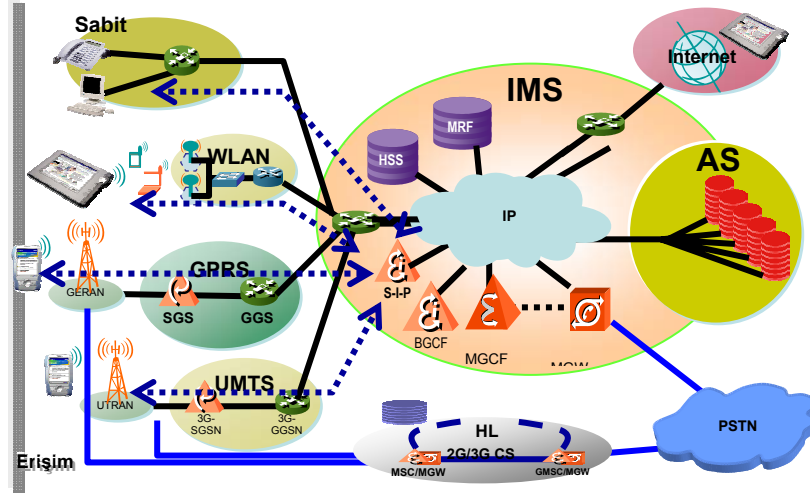 Sabit
Internet
IMS
MRF
HSS
WLAN
AS
IP
GPRS
S-I-P
GERAN
SGS
GGS
BGCF
MGCF
MGW
UMTS
UTRAN
3G-
SGSN
3G-
GGSN
PSTN
HL
2G/3G CS
Erişim
MSC/MGW
GMSC/MGW